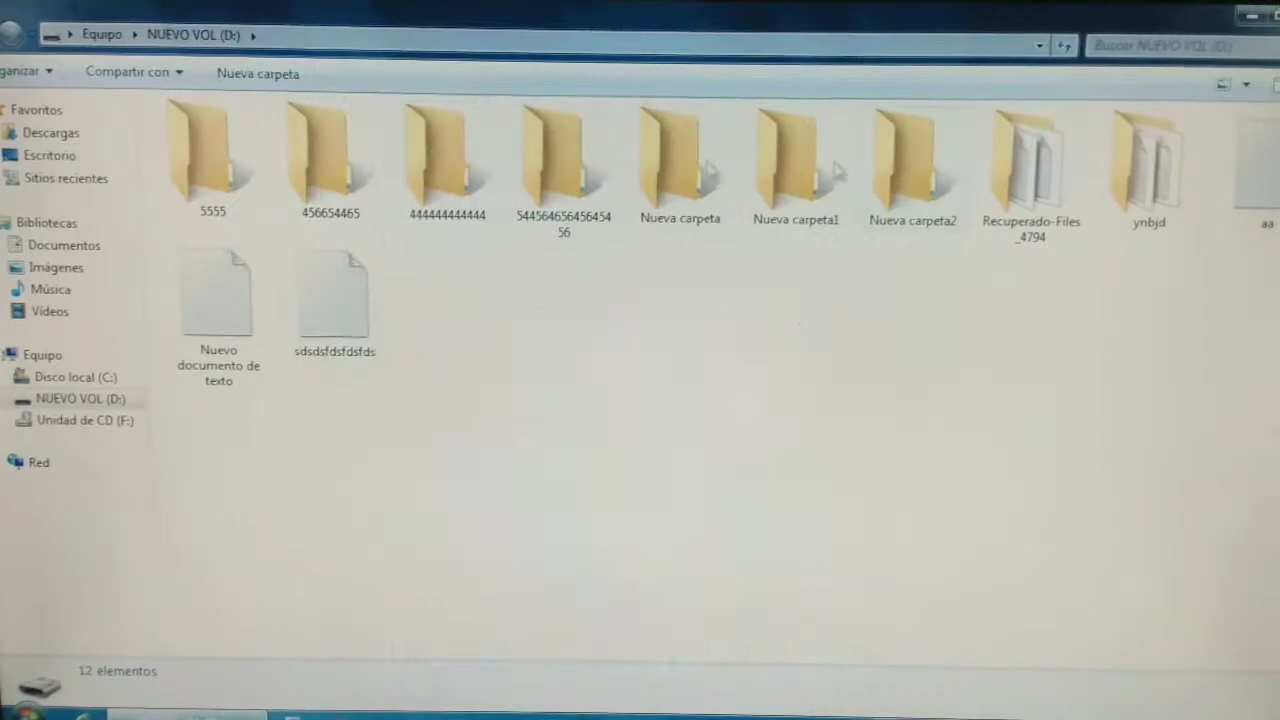 Equipo
NUEVO VOL (D:)
Buscar NUEVO VOL (D:)
ganizar
Compartir con
Nueva carpeta
Favoritos
Descargas
Escritorio
Sitios recientes
Bibliotecas
Documentos
Imágenes
Música
Vídeos
Equipo
Disco local (C:)
NUEVO VOL (D:)
Unidad de CD (F:)
Red
5555
456654465
444444444444
544564656456454
56
Nueva carpeta
Nueva carpeta1
Nueva carpeta2
Recuperado-Files
_4794
ynbjd
aa
Nuevo
documento de
texto
sdsdsfdsfdsfds
12 elementos